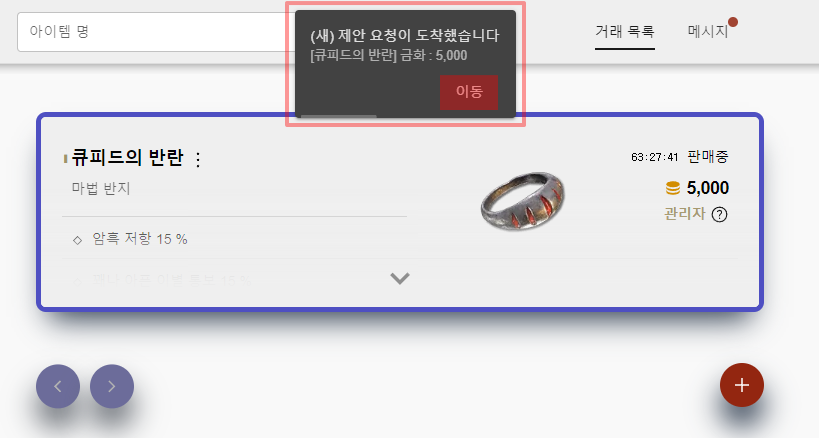 아이템 명
(새) 제안 요청이 도착했습니다
[큐피드의 반란] 금화 : 5,000
이동
거래 목록
메시지
큐피드의 반란
마법 반지
암흑 저항 15 %
63:27:41 판매중
5,000
관리자 ?